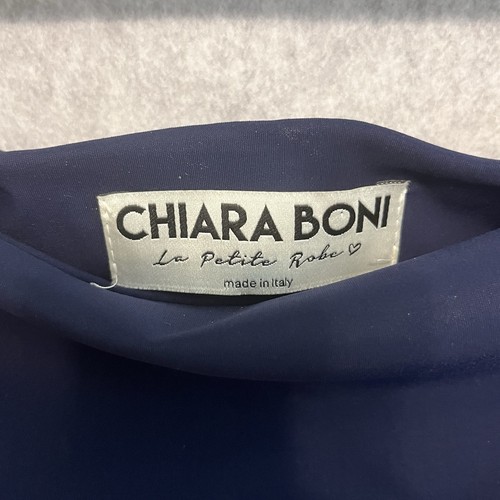 CHIARA BONI
La Petite Robe ♡
made in Italy